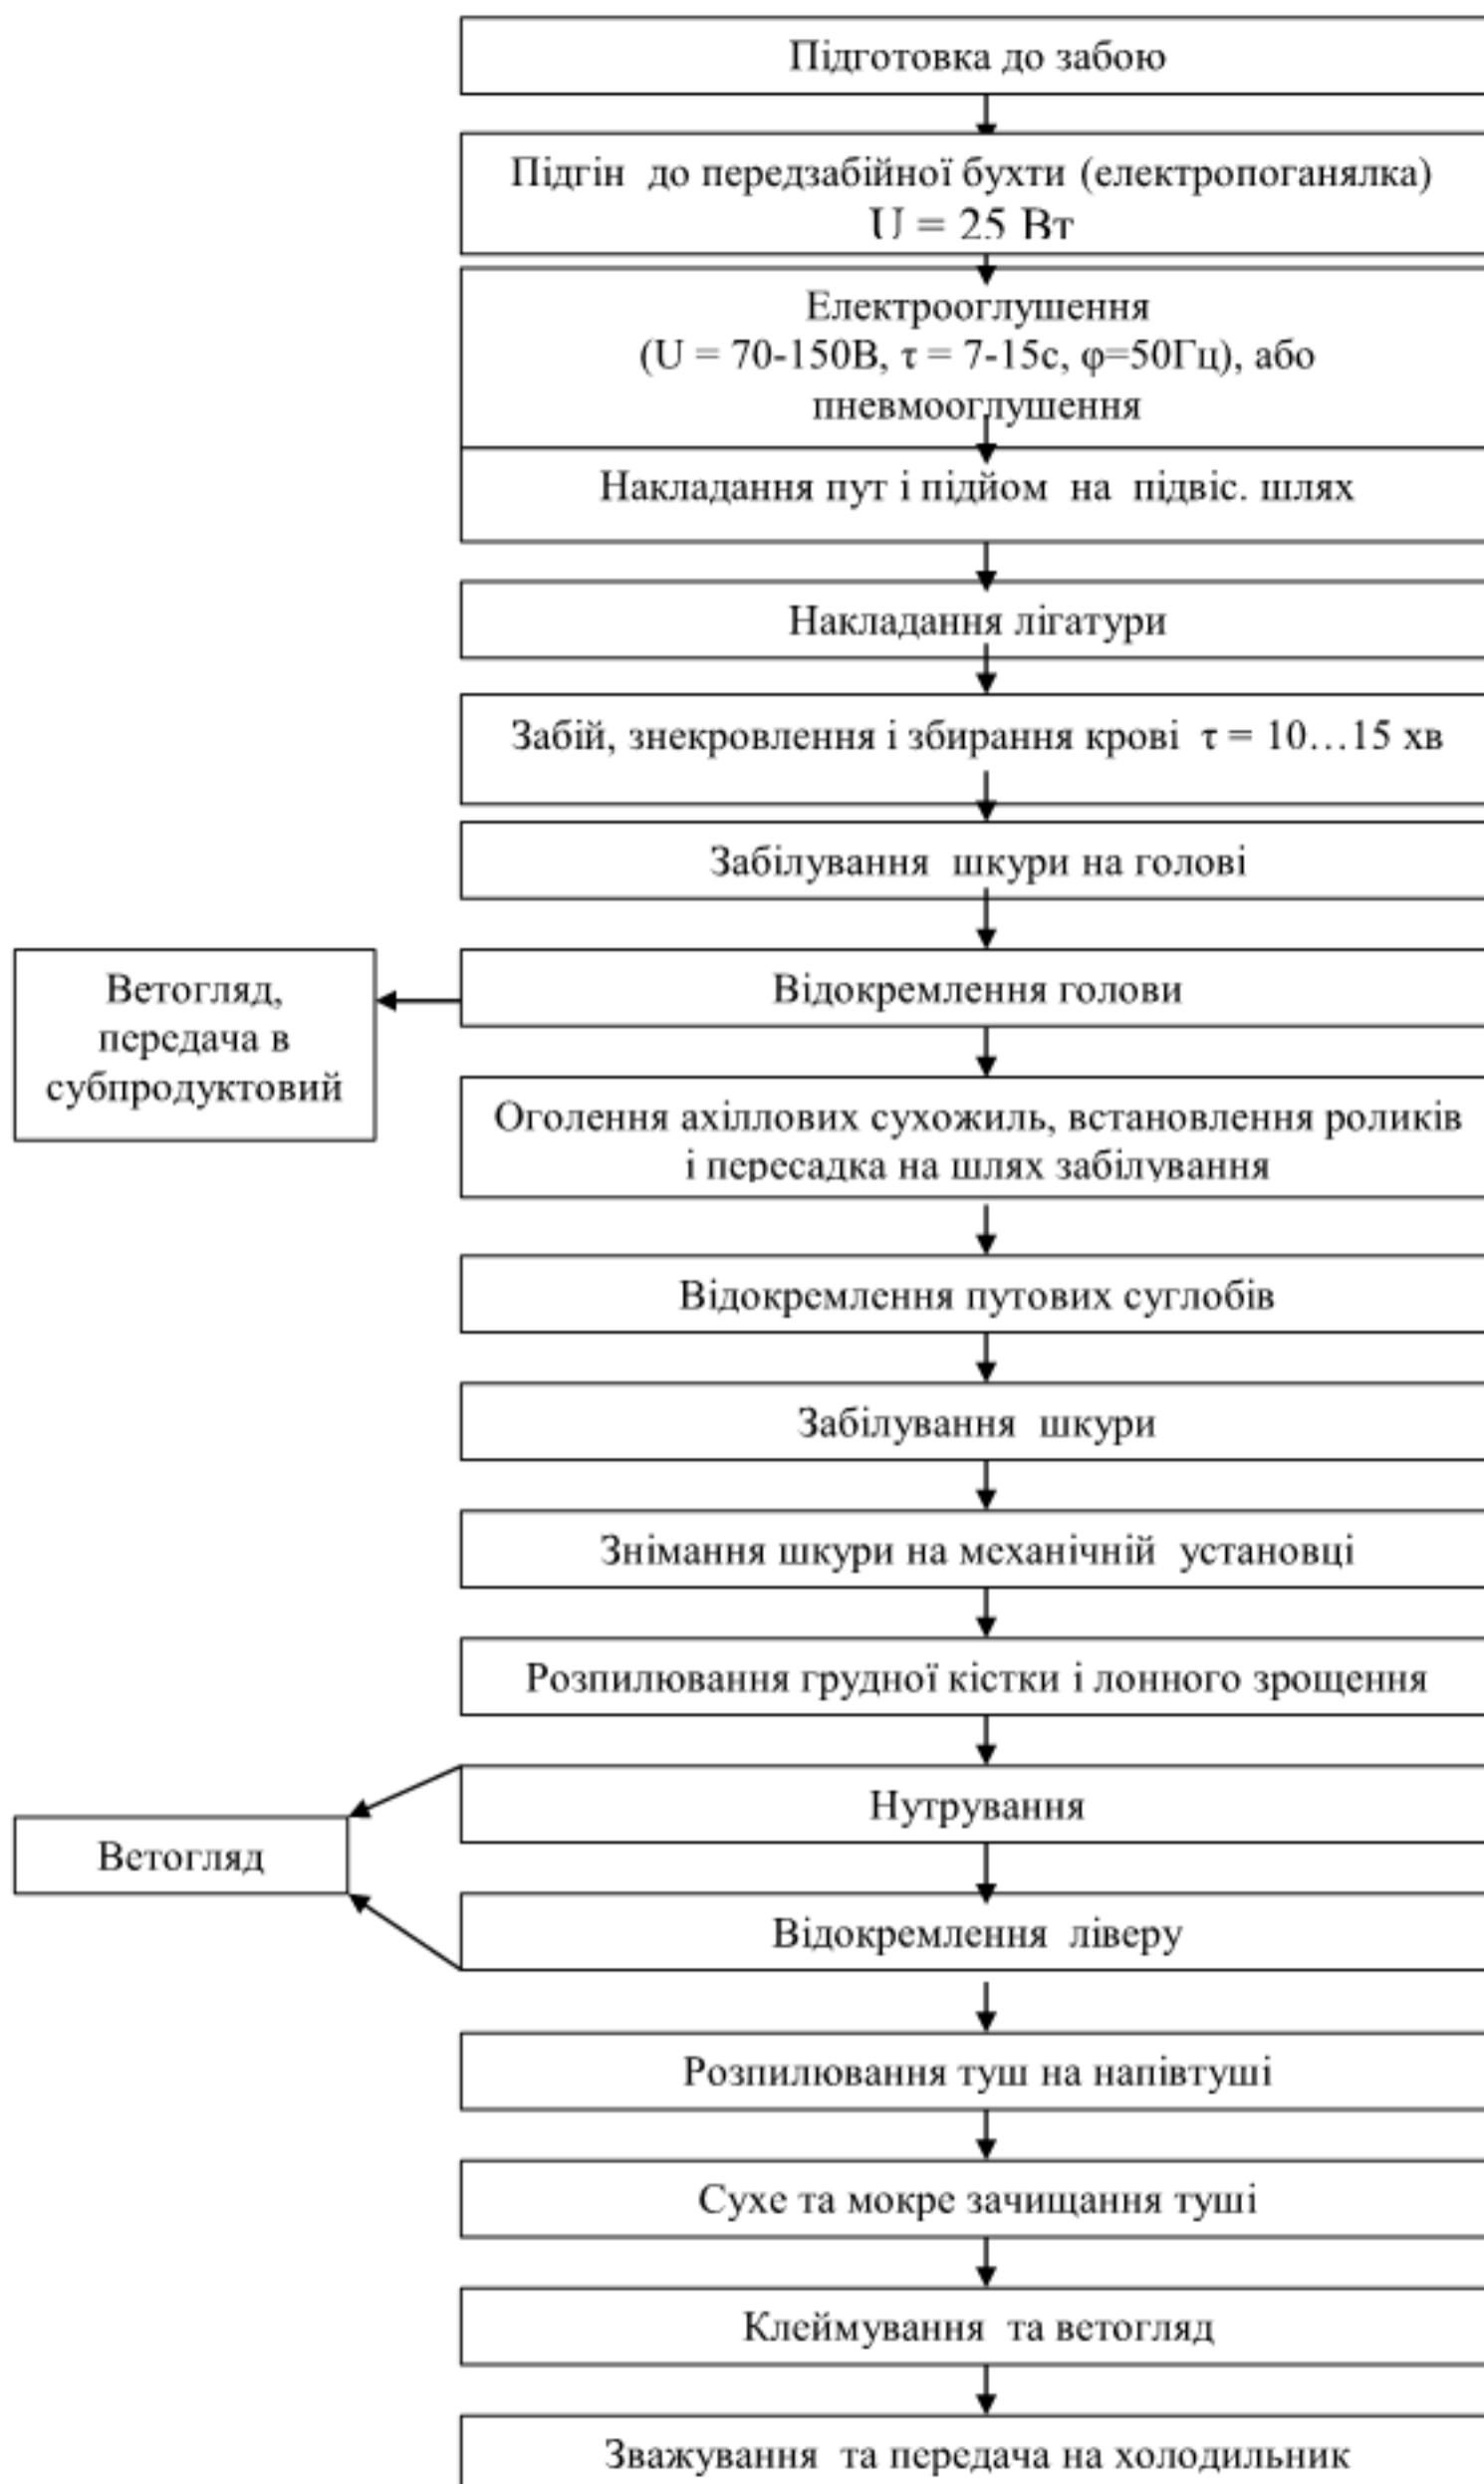 Підготовка до забою
Підгін до передзабійної бухти (електропоганялка)
U = 25 Вт
Електрооглушення
(U = 70-150В, τ = 7-15с, φ=50Гц), або
пневмооглушення
Накладання пут і підйом на підвіс. шлях
Накладання лігатури
Забій, знекровлення і збирання крові τ = 10…15 хв
Забілування шкури на голові
Відокремлення голови
Ветогляд,
передача в
субпродуктовий
Оголення ахіллових сухожиль, встановлення роликів
і пересадка на шлях забілування
Відокремлення путових суглобів
Забілування шкури
Знімання шкури на механічній установці
Розпилювання грудної кістки і лонного зрощення
Нутрування
Ветогляд
Відокремлення ліверу
Розпилювання туш на напівтуші
Сухе та мокре зачищання туші
Клеймування та ветогляд
Зважування та передача на холодильник